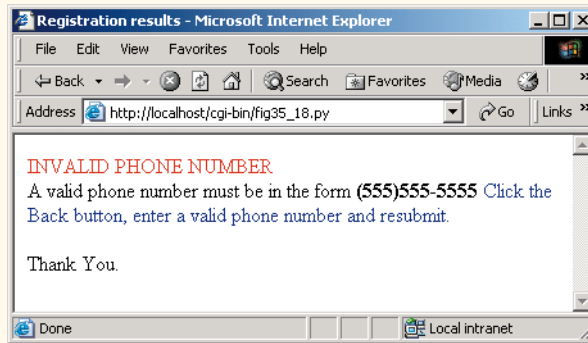 Registration results - Microsoft Internet Explorer
File Edit View Favorites Tools Help
Back Search Favorites Media »
Address http://localhost/cgi-bin/fig35_18.py Go Links »
INVALID PHONE NUMBER
A valid phone number must be in the form (555)555-5555 Click the
Back button, enter a valid phone number and resubmit.
Thank You.
Done Local intranet